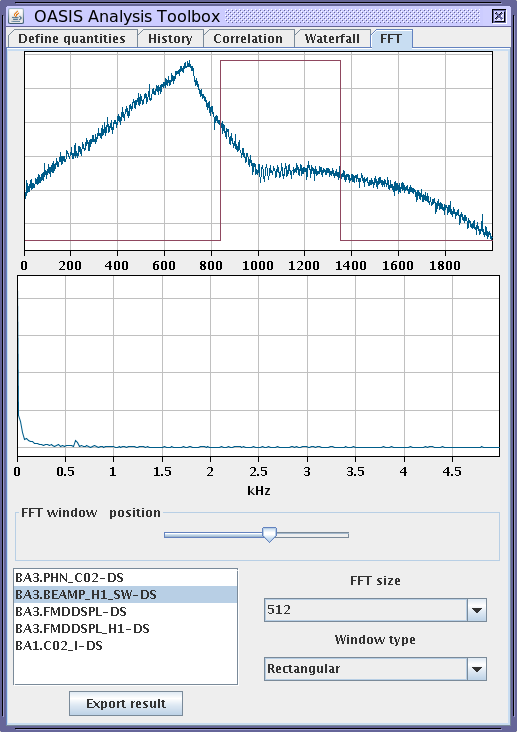 OASIS Analysis Toolbox
Define quantities History Correlation Waterfall FFT
0 200 400 600 800 1000 1200 1400 1600 1800
0 0.5 1 1.5 2 2.5 3 3.5 4 4.5
kHz
FFT window position
BA3.PHN_C02-DS
BA3.BEAMP_H1_SW-DS
BA3.FMDDSPL-DS
BA3.FMDDSPL_H1-DS
BA1.C02_I-DS
FFT size
512
Window type
Rectangular
Export result